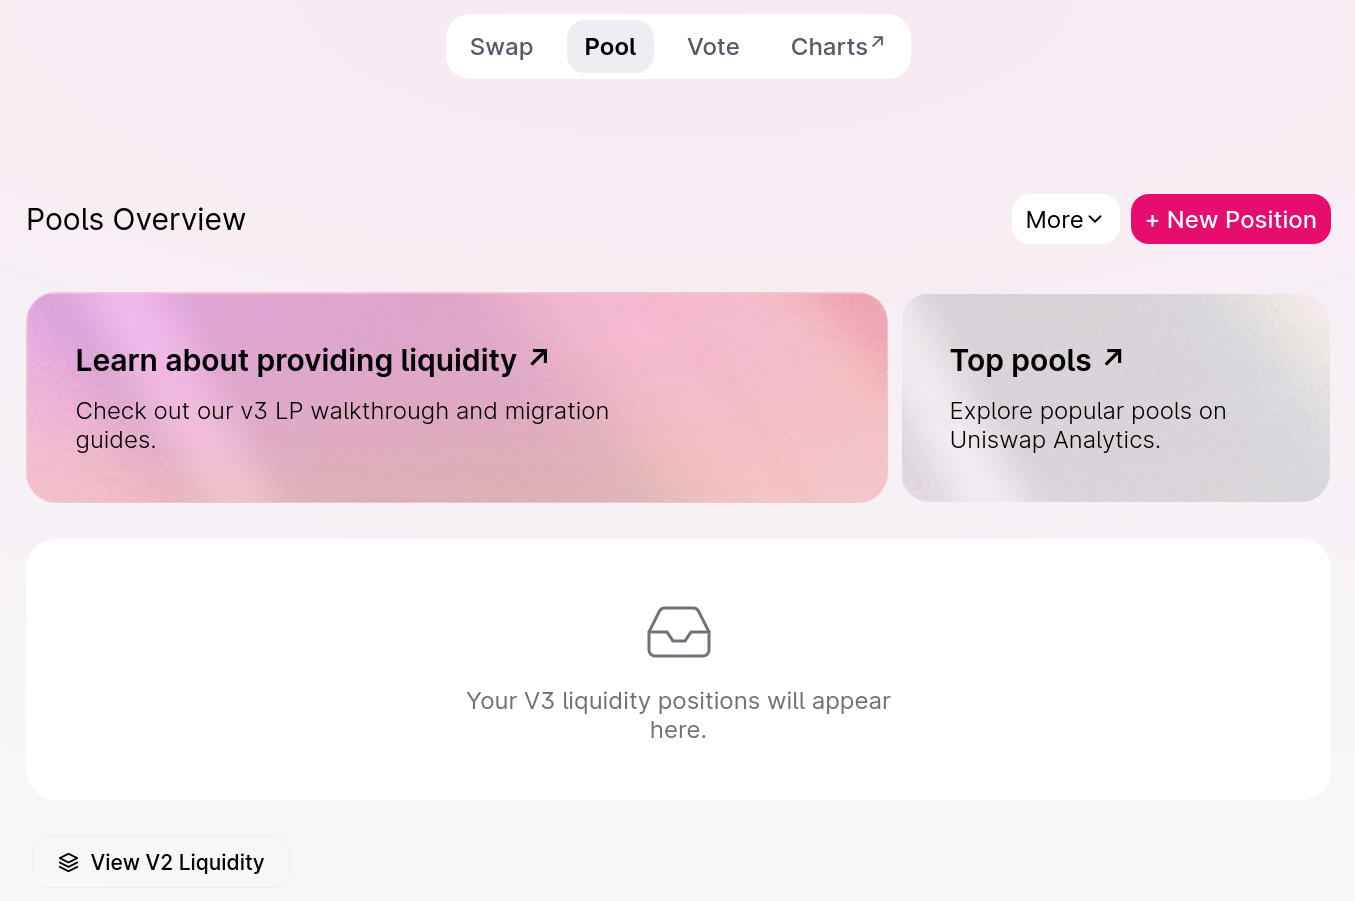 Swap
Pool
Vote
Charts↗
Pools Overview
More
+ New Position
Learn about providing liquidity ↗
Check out our v3 LP walkthrough and migration
guides.
Top pools ↗
Explore popular pools on
Uniswap Analytics.
Your V3 liquidity positions will appear
here.
View V2 Liquidity